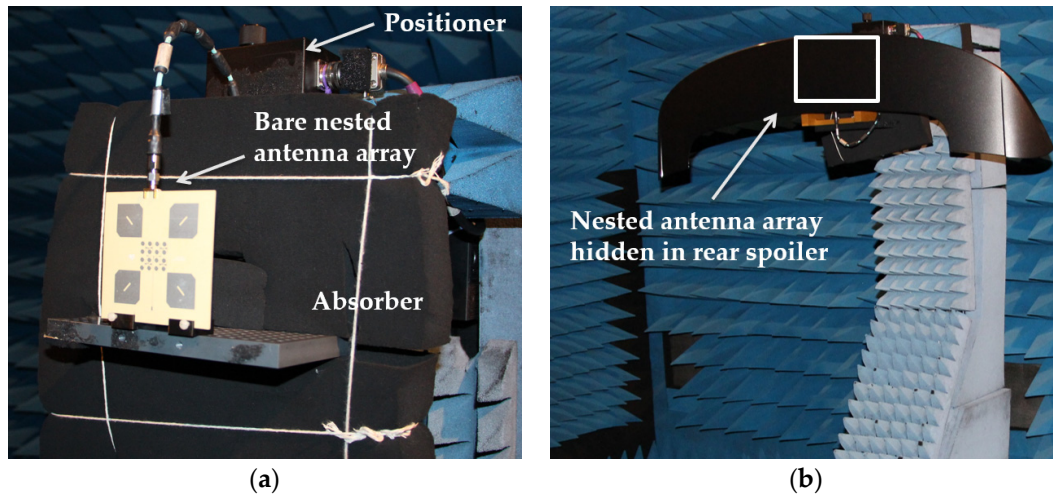 Positioner
Bare nested
antenna array
Absorber
Nested antenna array
hidden in rear spoiler
(a)
(b)